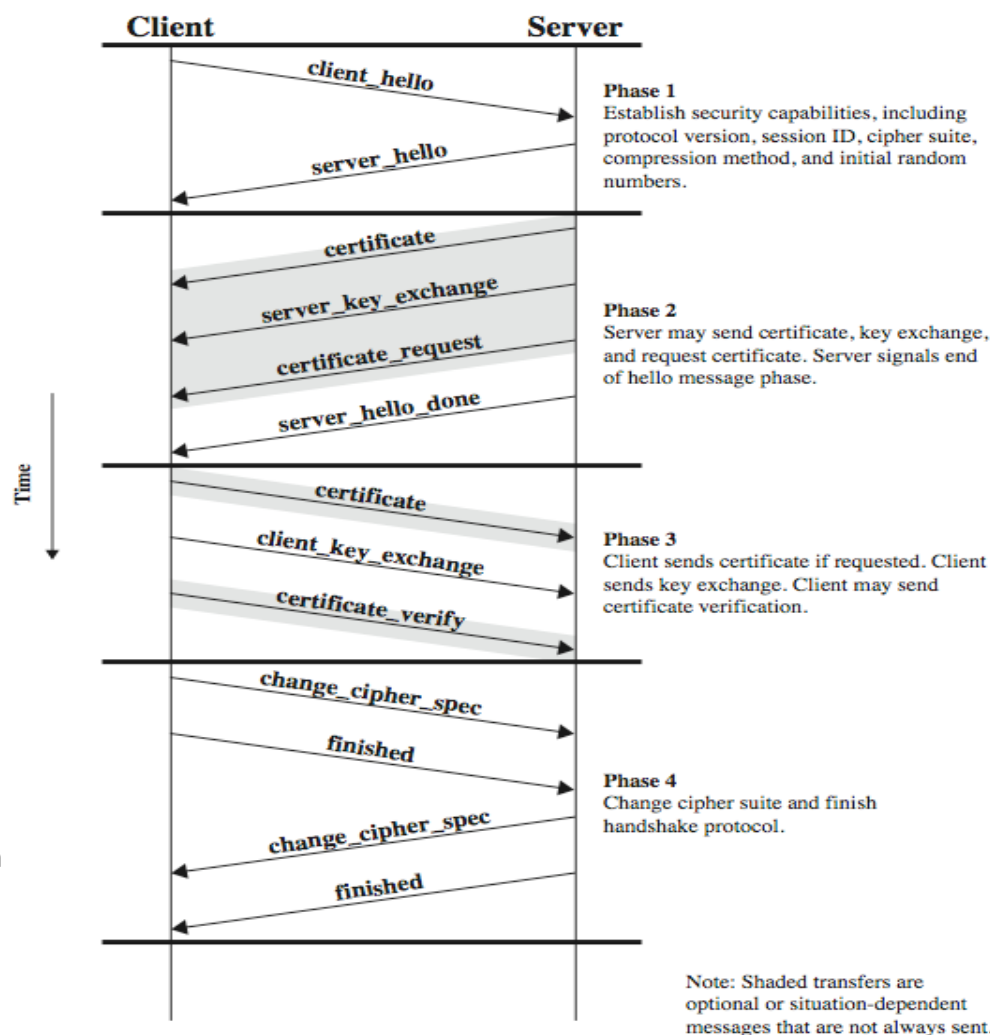 Client
Server
client_hello
server_hello
Phase 1
Establish security capabilities, including
protocol version, session ID, cipher suite,
compression method, and initial random
numbers.
certificate
server_key_exchange
certificate_request
server_hello_done
Phase 2
Server may send certificate, key exchange,
and request certificate. Server signals end
of hello message phase.
Time
certificate
client_key_exchange
certificate_verify
Phase 3
Client sends certificate if requested. Client
sends key exchange. Client may send
certificate verification.
change_cipher_spec
finished
change_cipher_spec
finished
Phase 4
Change cipher suite and finish
handshake protocol.
Note: Shaded transfers are
optional or situation-dependent
messages that are not always sent